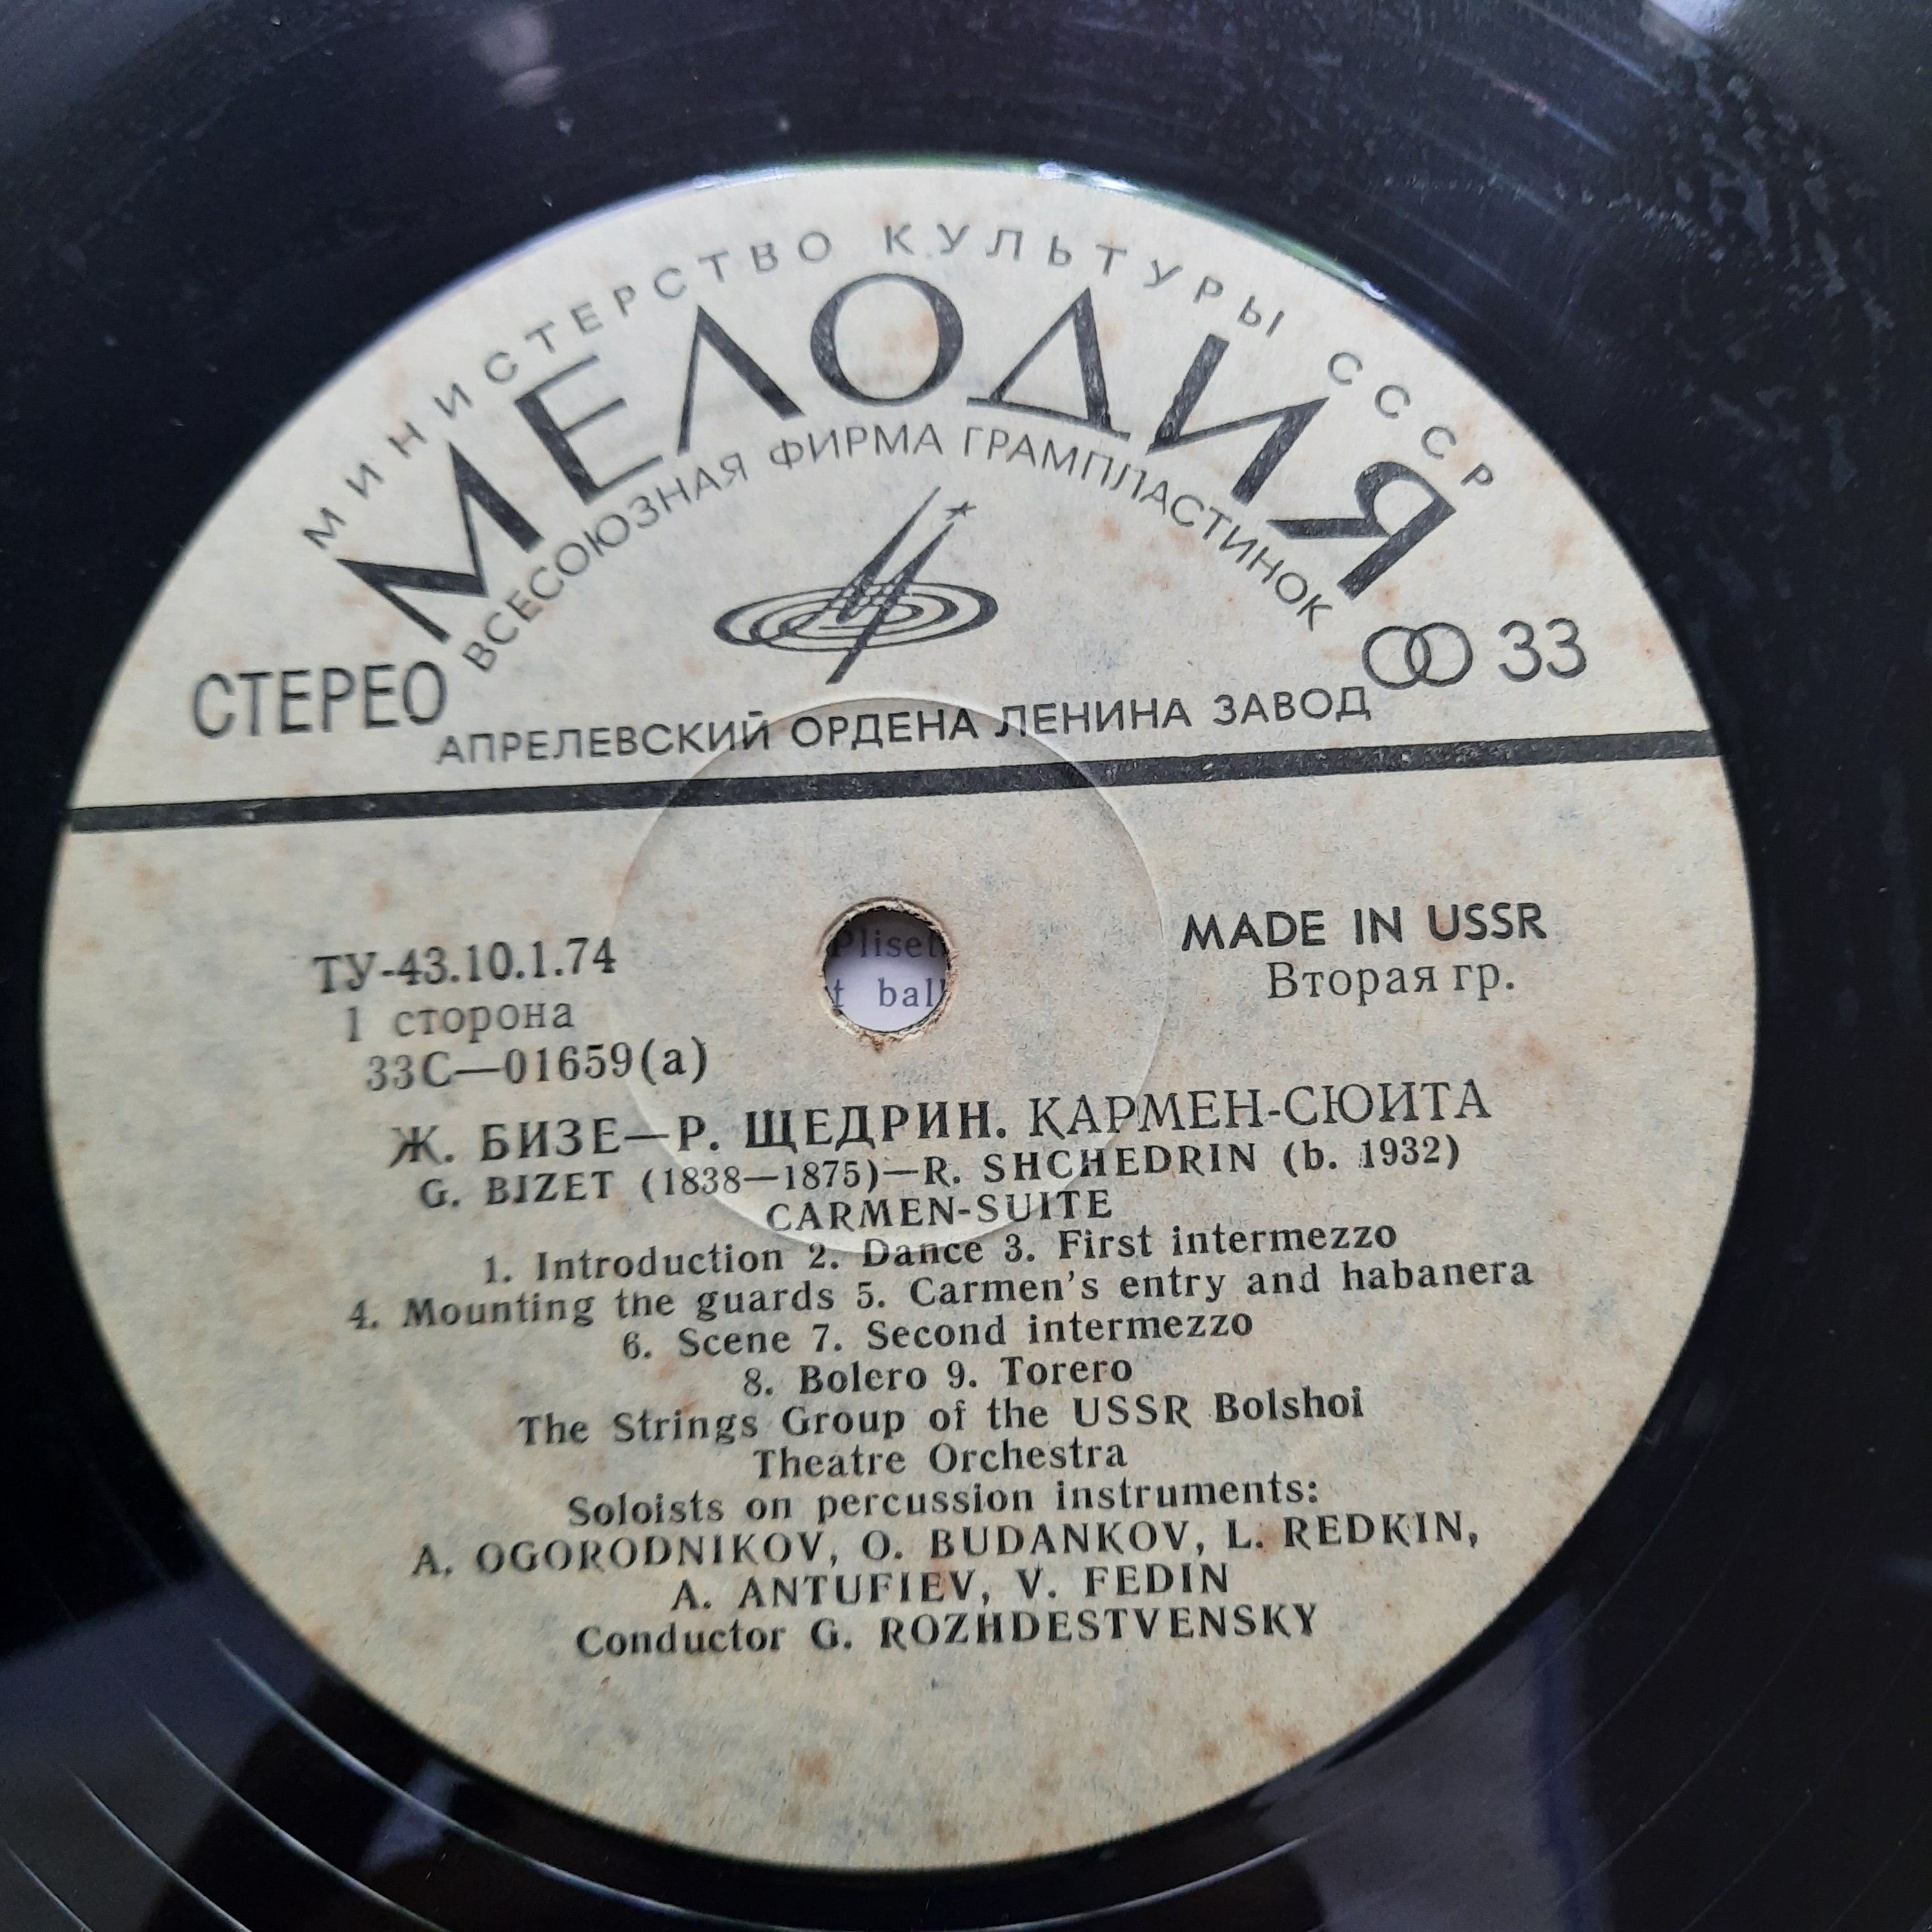 МИНИСТЕРСТВО КУЛЬТУРЫ СССР
МЕЛОДИЯ
ВСЕСОЮЗНАЯ ФИРМА ГРАМПЛАСТИНОК
СТЕРЕО
33
АПРЕЛЕВСКИЙ ОРДЕНА ЛЕНИНА ЗАВОД
MADE IN USSR
Вторая гр.
ТУ-43.10.1.74
1 сторона
33С—01659(а)
Ж. БИЗЕ—Р. ЩЕДРИН. КАРМЕН-СЮИТА
G. BIZET (1838—1875)—R. SHCHEDRIN (b. 1932)
CARMEN-SUITE
1. Introduction 2. Dance 3. First intermezzo
4. Mounting the guards 5. Carmen's entry and habanera
6. Scene 7. Second intermezzo
8. Bolero 9. Torero
The Strings Group of the USSR Bolshoi
Theatre Orchestra
Soloists on percussion instruments:
A. OGORODNIKOV, O. BUDANKOV, L. REDKIN,
A. ANTUFIEV, V. FEDIN
Conductor G. ROZHDESTVENSKY